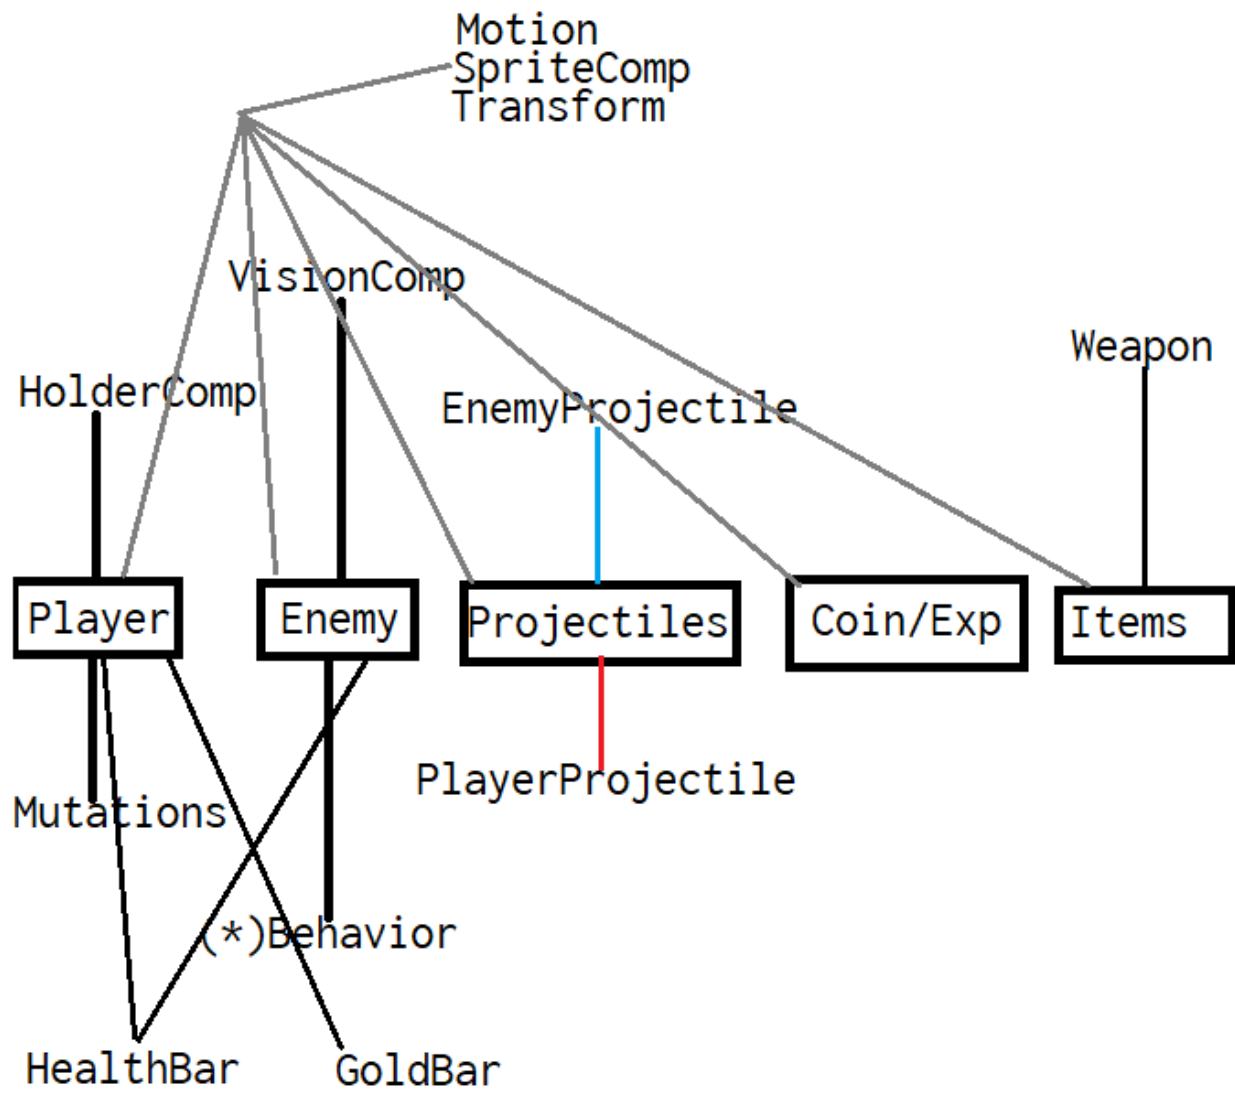 Motion
SpriteComp
Transform
VisionComp
HolderComp
EnemyProjectile
Weapon
Player
Enemy
Projectiles
Coin/Exp
Items
PlayerProjectile
Mutations
(*)Behavior
HealthBar
GoldBar